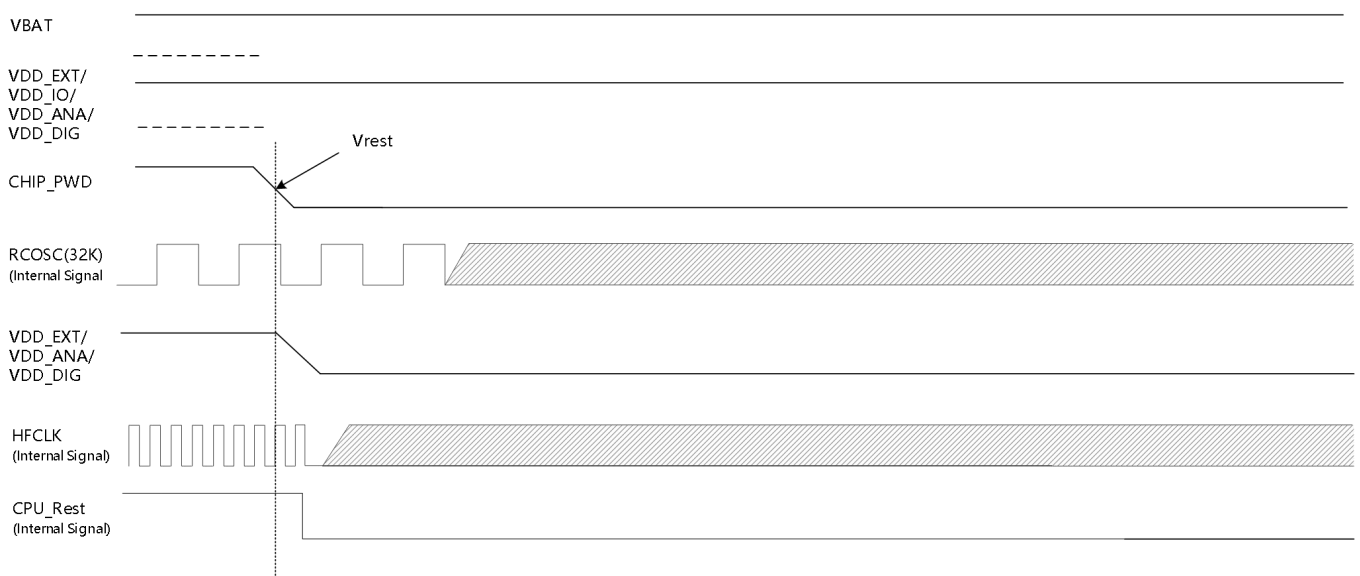 VBAT
VDD_EXT/
VDD_IO/
VDD_ANA/
VDD_DIG
Vrest
CHIP_PWD
RCOSC(32K)
(Internal Signal
VDD_EXT/
VDD_ANA/
VDD_DIG
HFCLK
(Internal Signal)
CPU_Rest
(Internal Signal)